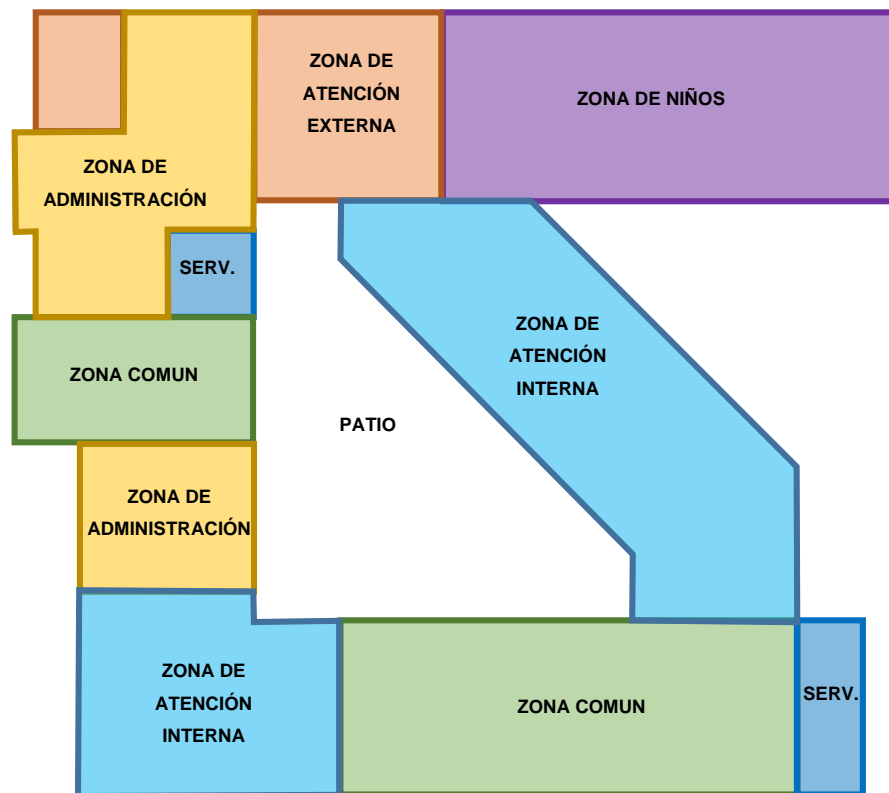 ZONA DE
ATENCIÓN
EXTERNA
ZONA DE NIÑOS
ZONA DE
ADMINISTRACIÓN
SERV.
ZONA DE
ATENCIÓN
INTERNA
ZONA COMUN
PATIO
ZONA DE
ADMINISTRACIÓN
ZONA DE
ATENCIÓN
INTERNA
ZONA COMUN
SERV.